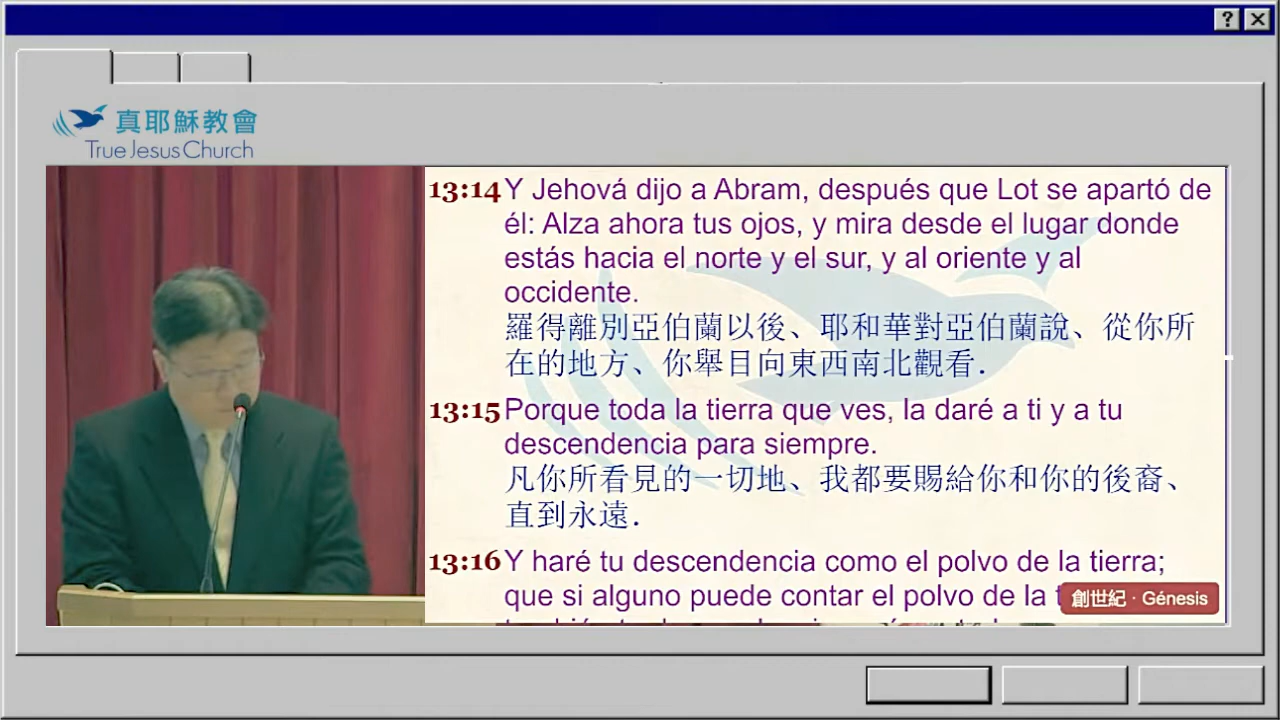 ?
真耶穌教會
True Jesus Church
13:14 Y Jehová dijo a Abram, después que Lot se apartó de
él: Alza ahora tus ojos, y mira desde el lugar donde
estás hacia el norte y el sur, y al oriente y al
occidente.
羅得離別亞伯蘭以後、耶和華對亞伯蘭說、從你所
在的地方、你舉目向東西南北觀看.
13:15 Porque toda la tierra que ves, la daré a ti y a tu
descendencia para siempre.
凡你所看見的一切地、我都要賜給你和你的後裔、
直到永遠.
13:16 Y haré tu descendencia como el polvo de la tierra;
que si alguno puede contar el polvo de la
創世紀 · Génesis